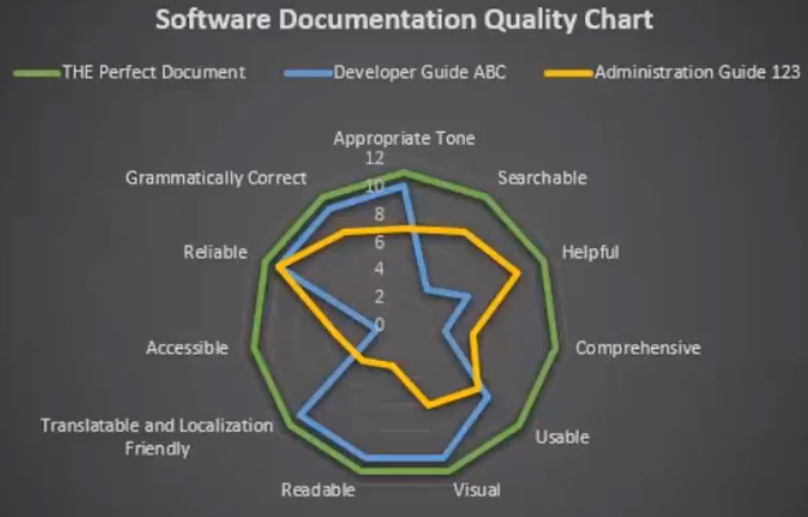 Software Documentation Quality Chart
THE Perfect Document
Developer Guide ABC
Administration Guide 123
Appropriate Tone
12
Grammatically Correct
10
Searchable
8
6
Reliable
Helpful
4
2
0
Accessible
Comprehensive
Translatable and Localization
Friendly
Usable
Readable
Visual